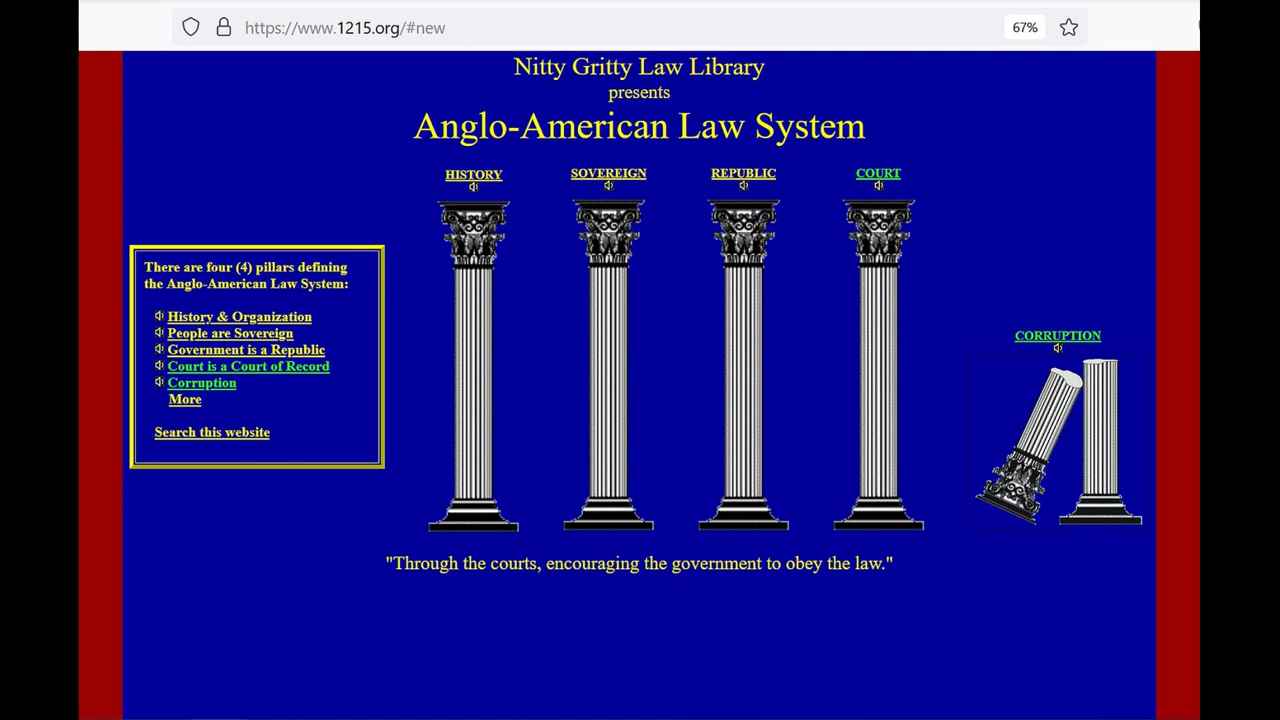 https://www.1215.org/#new
67%
Nitty Gritty Law Library
presents
Anglo-American Law System
HISTORY
SOVEREIGN
REPUBLIC
COURT
There are four (4) pillars defining
the Anglo-American Law System:
History & Organization
People are Sovereign
Government is a Republic
Court is a Court of Record
Corruption
More
Search this website
CORRUPTION
"Through the courts, encouraging the government to obey the law."